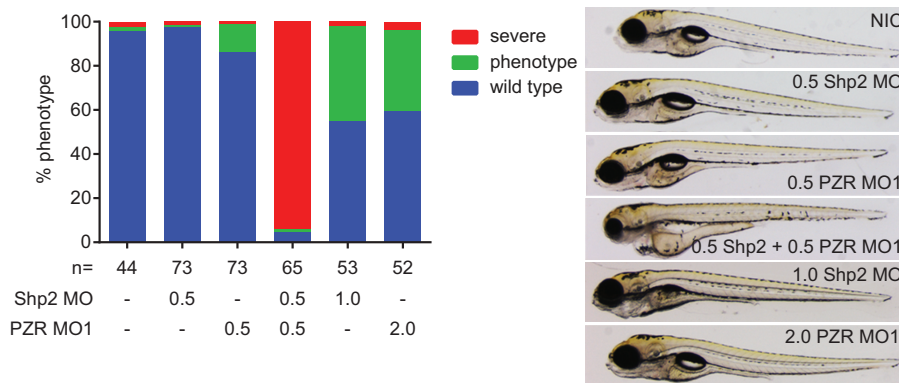 100
80
60
40
20
0
% phenotype
severe
phenotype
wild type
n= 44 73 73 65 53 52
Shp2 MO - 0.5 - 0.5 1.0 -
PZR MO1 - - 0.5 0.5 - 2.0
NIC
0.5 Shp2 MO
0.5 PZR MO1
0.5 Shp2 + 0.5 PZR MO1
1.0 Shp2 MO
2.0 PZR MO1